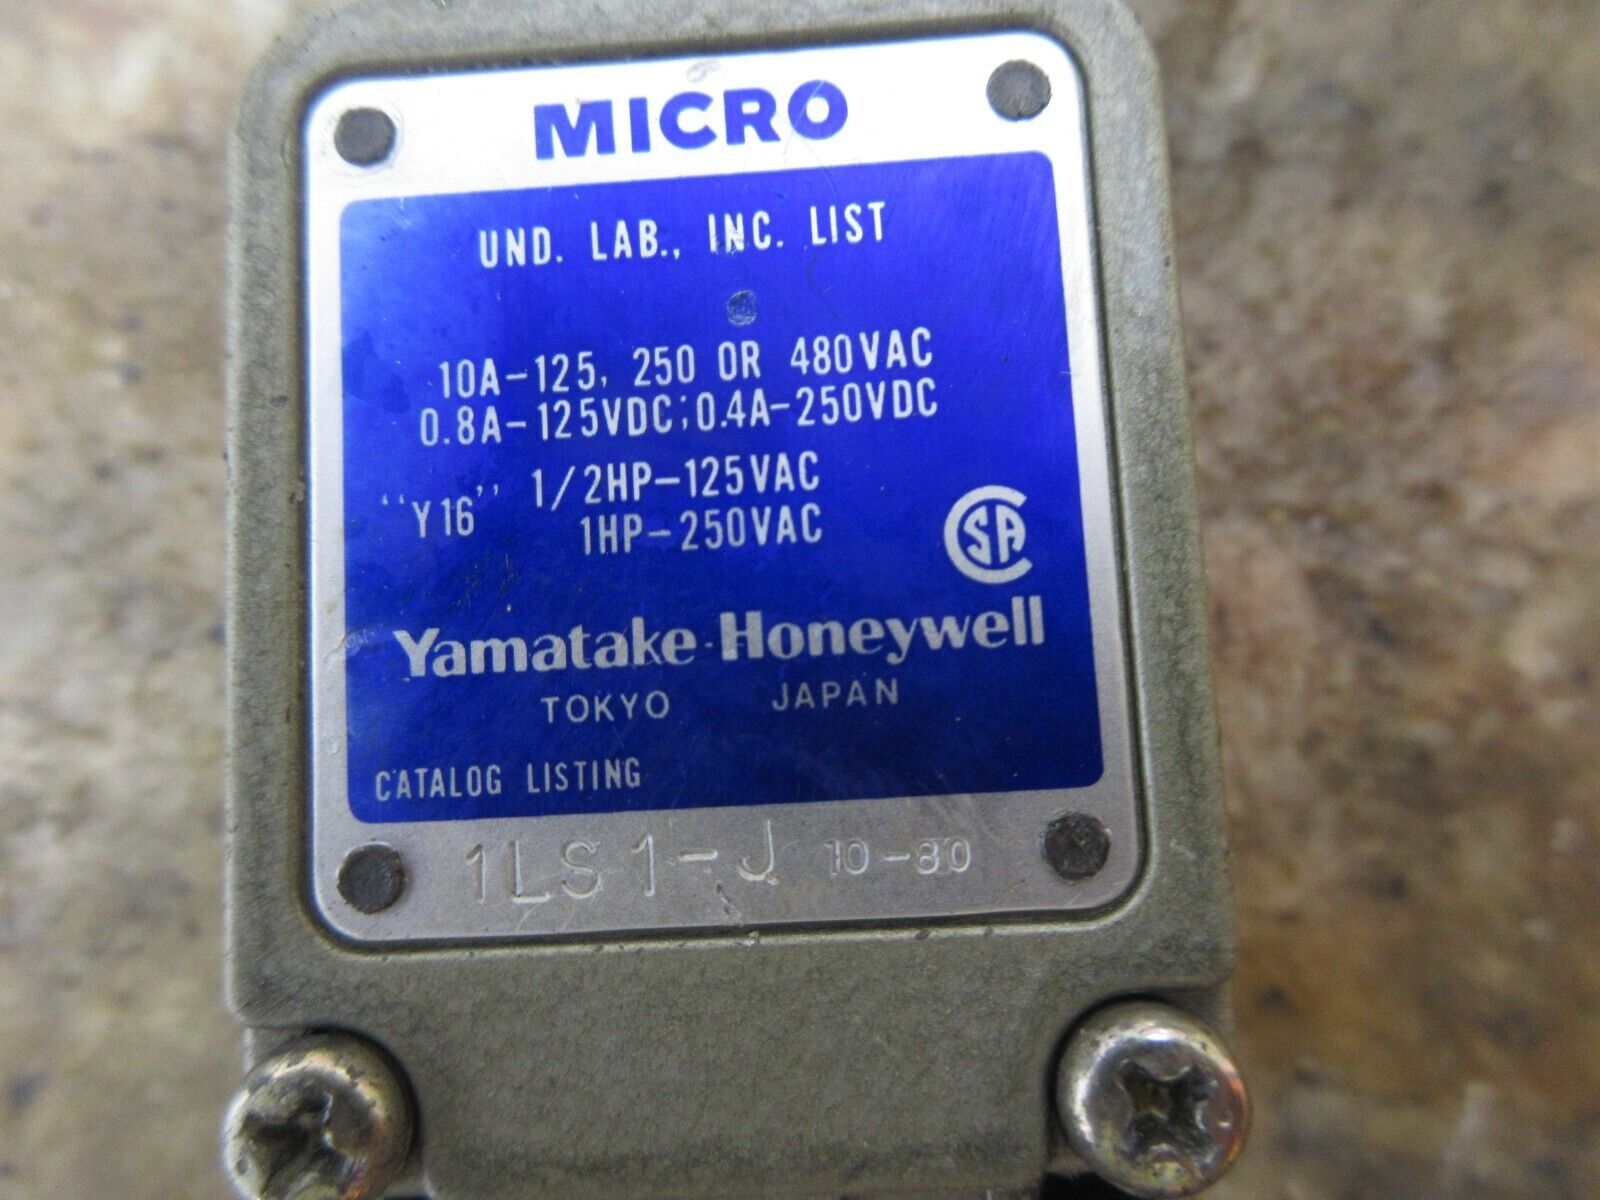 MICRO
UND. LAB., INC. LIST
10A-125, 250 OR 480VAC
0.8A-125VDC; 0.4A-250VDC
"Y16" 1/2HP-125VAC
1HP-250VAC
CSA
Yamatake-Honeywell
TOKYO JAPAN
CATALOG LISTING
1LS1-J 10-80